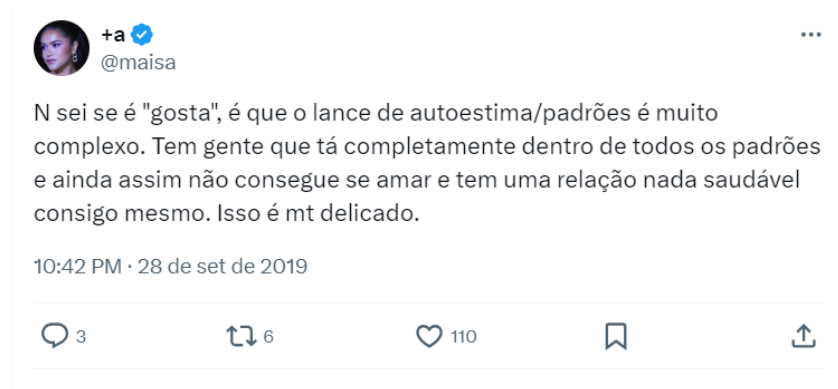 +a
@maisa
N sei se é "gosta", é que o lance de autoestima/padrões é muito
complexo. Tem gente que tá completamente dentro de todos os padrões
e ainda assim não consegue se amar e tem uma relação nada saudável
consigo mesmo. Isso é mt delicado.
10:42 PM · 28 de set de 2019
3 6 110